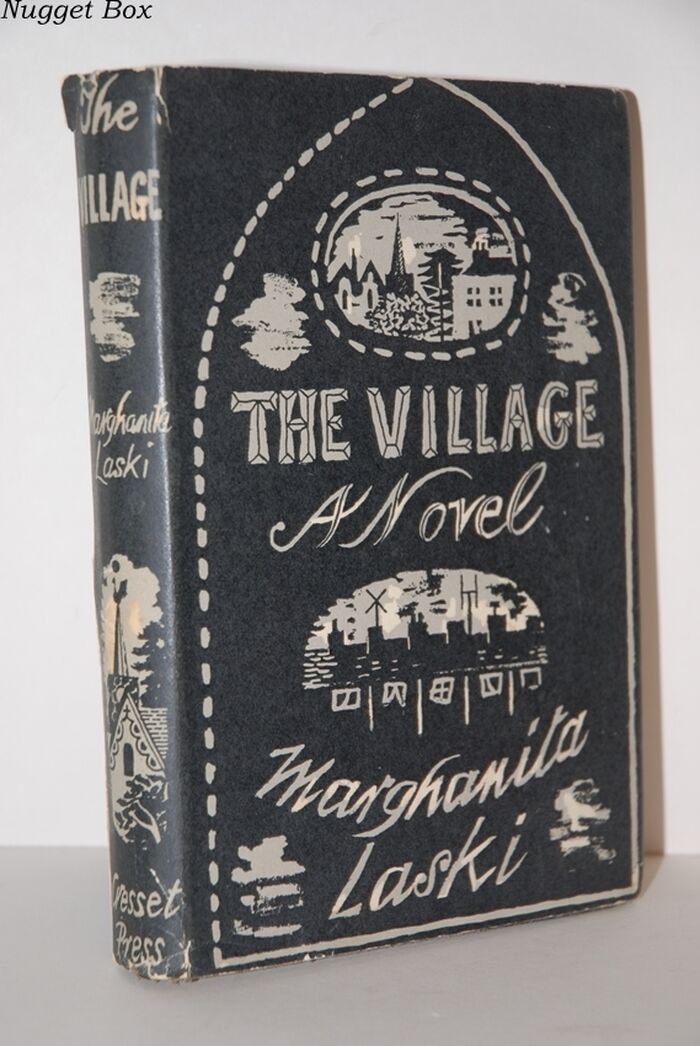 Nugget Box
The
VILLAGE
Marghanita
Laski
Cresset
Press
THE VILLAGE
A Novel
Marghanita
Laski